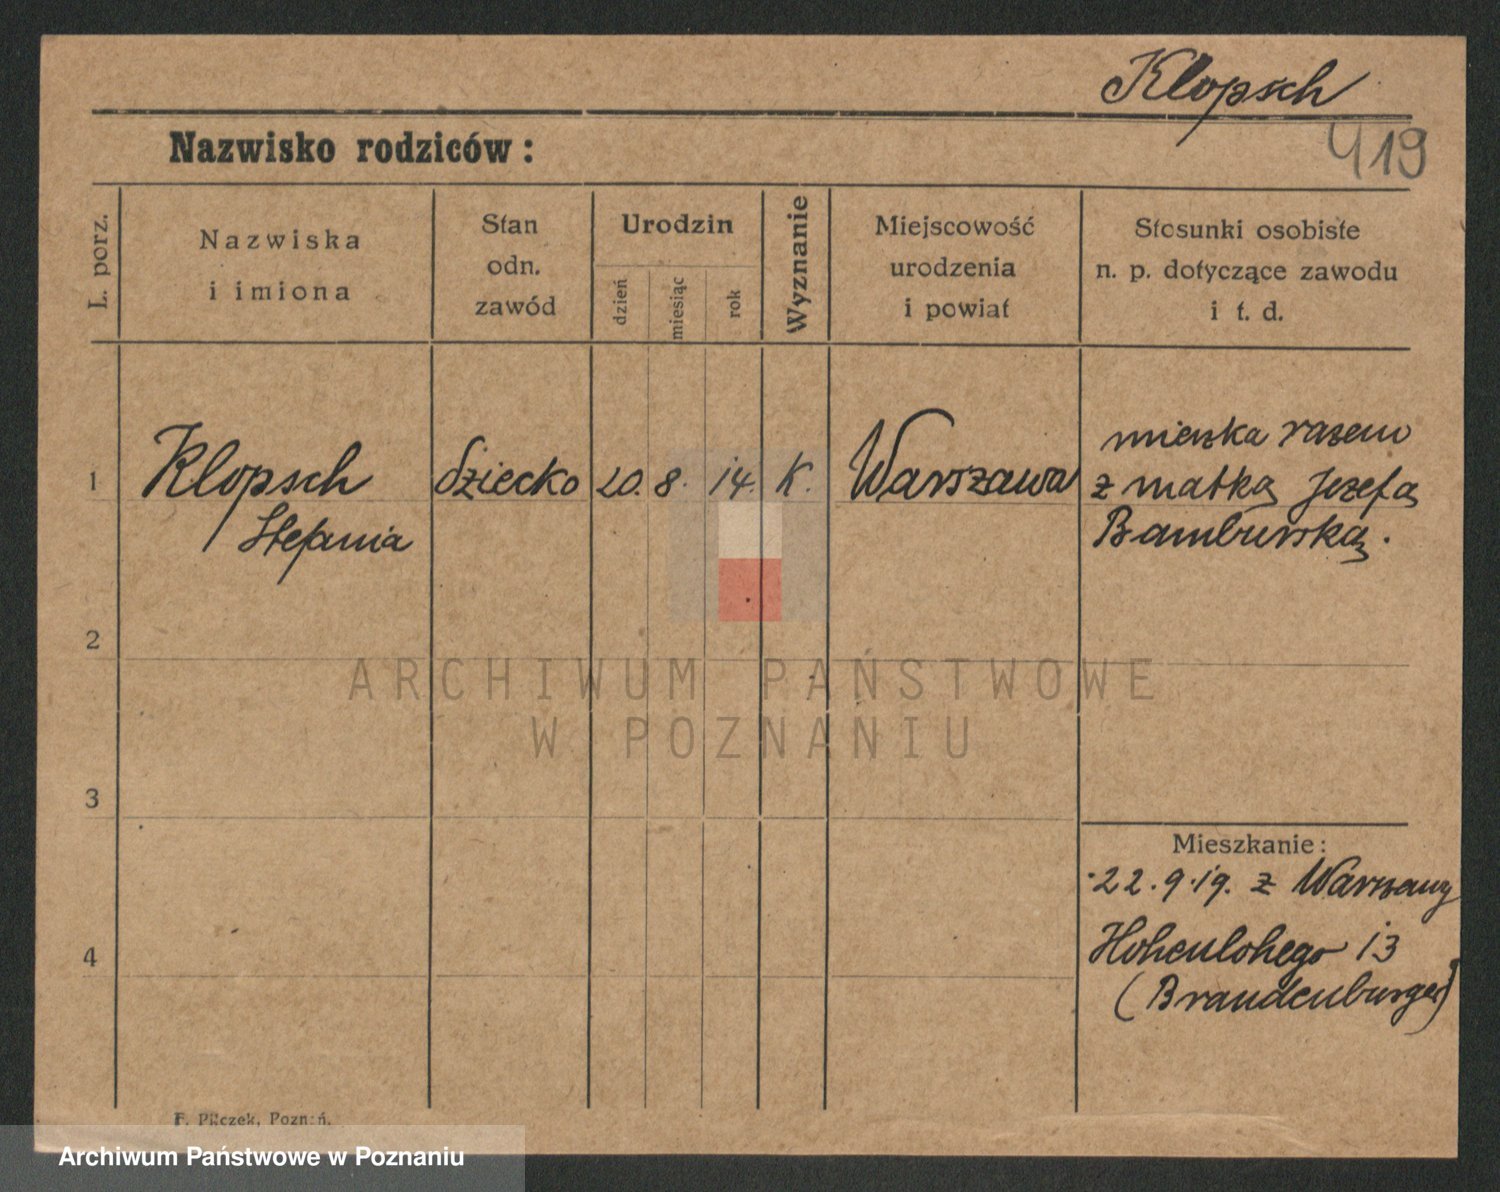 Klopsch
Nazwisko rodziców:
419
L. porz.
Nazwiska
i imiona
Stan
odn.
zawód
Urodzin
dzień
miesiąc
rok
Wyznanie
Miejscowość
urodzenia
i powiat
Stosunki osobiste
n. p. dotyczące zawodu
i t. d.
1
Klopsch
Stefania
dziecko
20.
8.
14.
K.
Warszawa
mieszka razem
z matką Jozefą
Bamburską.
2
ARCHIWUM PAŃSTWOWE
W POZNANIU
3
Mieszkanie:
22.9.19. z Warszawy
4
Hohenlohego 13
(Brandenburger)
F. Pilczek, Poznań.
Archiwum Państwowe w Poznaniu